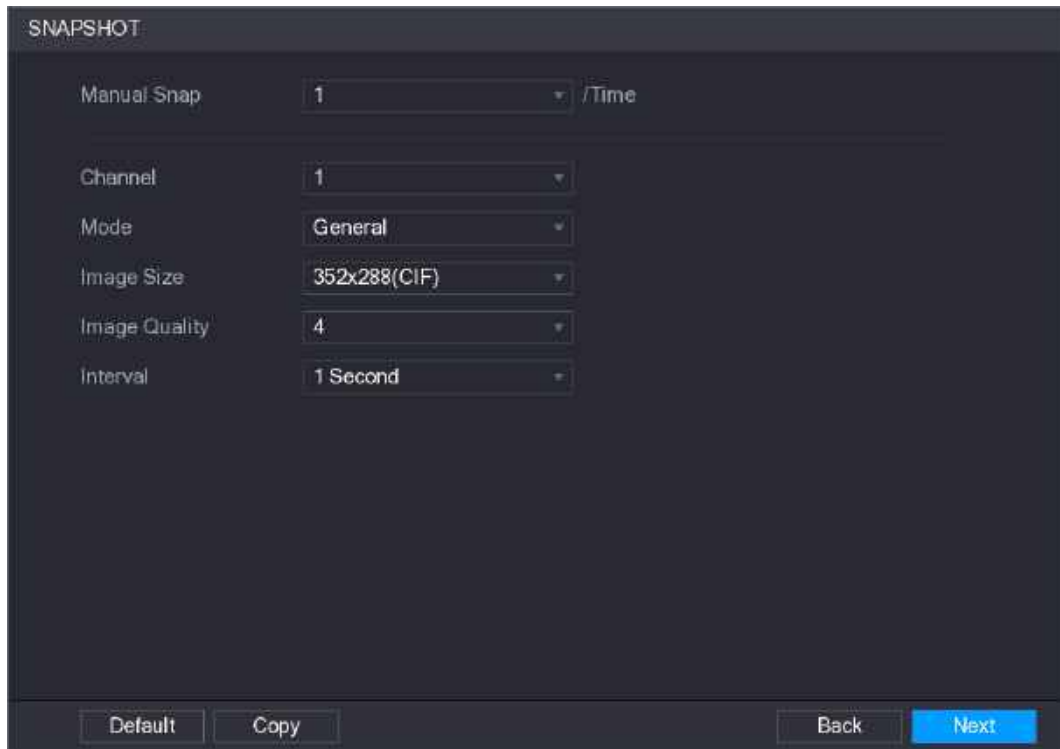 SNAPSHOT
Manual Snap 1 /Time
Channel 1
Mode General
Image Size 352x288(CIF)
Image Quality 4
Interval 1 Second
Default Copy Back Next